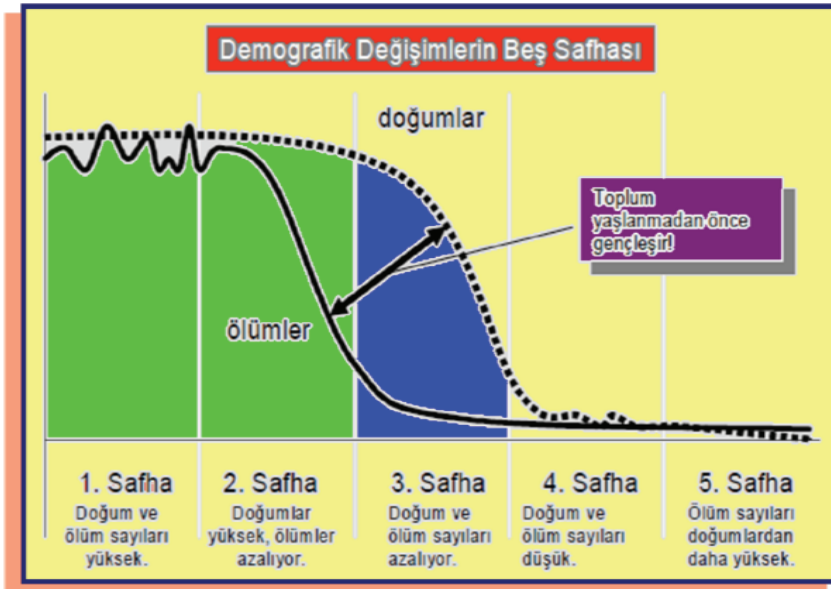 Demografik Değişimlerin Beş Safhası
doğumlar
Toplum
yaşlanmadan önce
gençleşir!
ölümler
1. Safha
Doğum ve
ölüm sayıları
yüksek.
2. Safha
Doğumlar
yüksek, ölümler
azalıyor.
3. Safha
Doğum ve
ölüm sayıları
azalıyor.
4. Safha
Doğum ve
ölüm sayıları
düşük.
5. Safha
Ölüm sayıları
doğumlardan
daha yüksek.